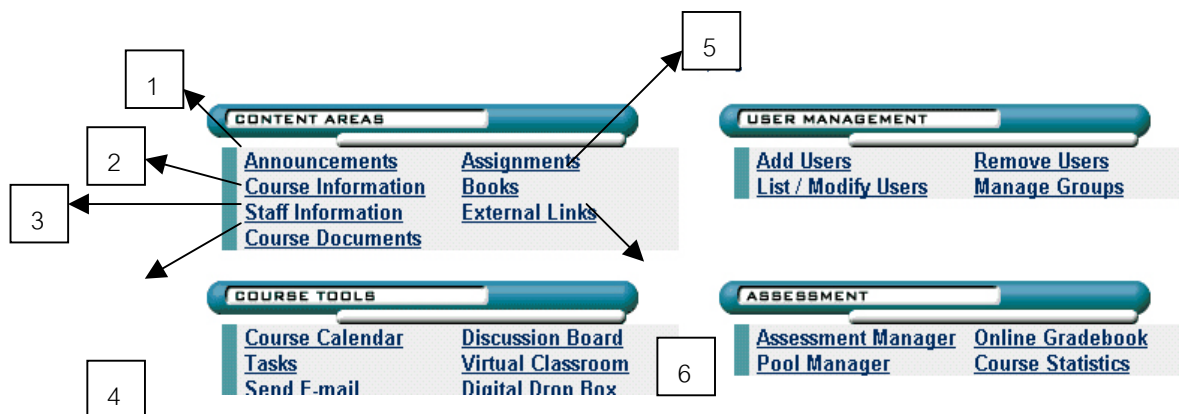 5
1
CONTENT AREAS
USER MANAGEMENT
2
Announcements Assignments
Course Information Books
Staff Information External Links
Course Documents
Add Users Remove Users
List / Modify Users Manage Groups
3
COURSE TOOLS
ASSESSMENT
Course Calendar Discussion Board
Tasks Virtual Classroom
Send E-mail Digital Drop Box
Assessment Manager Online Gradebook
Pool Manager Course Statistics
6
4